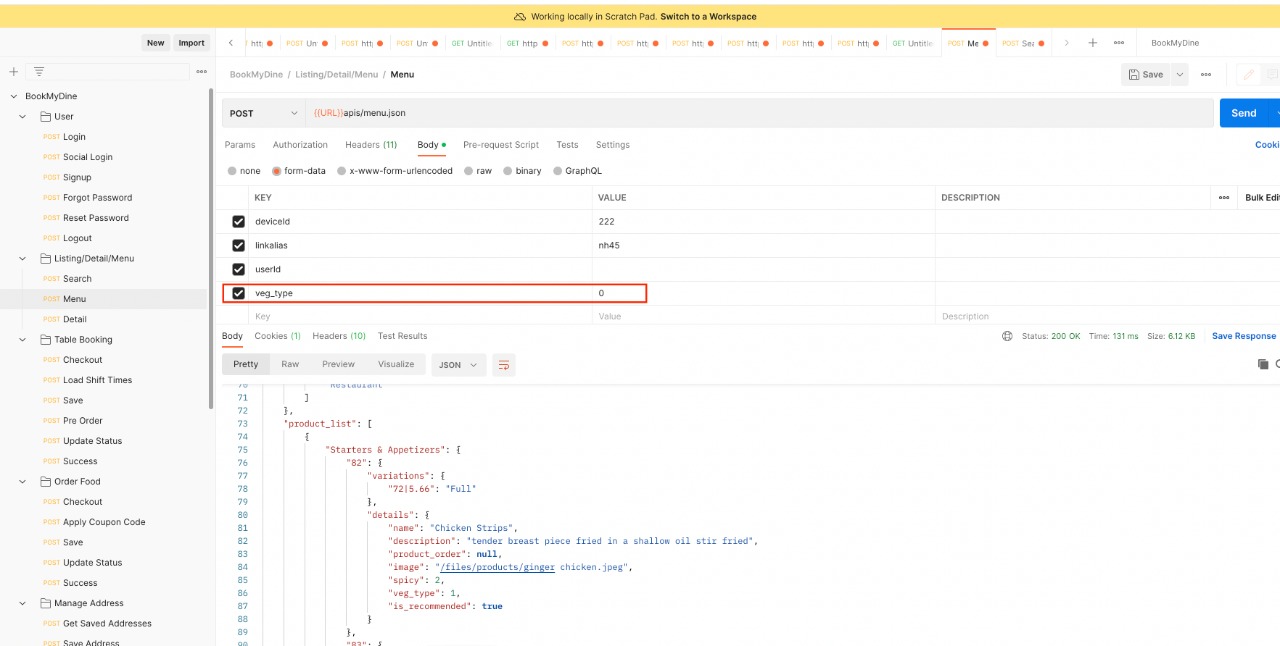 Working locally in Scratch Pad. Switch to a Workspace
New Import
POST Un POST http POST Un GET Untitle GET http POST http POST http POST http POST http POST http POST http GET Untitle POST Me POST Sea BookMyDine
BookMyDine / Listing/Detail/Menu / Menu
Save
BookMyDine
User
POST Login
POST Social Login
POST Signup
POST Forgot Password
POST Reset Password
POST Logout
Listing/Detail/Menu
POST Search
POST Menu
POST Detail
Table Booking
POST Checkout
POST Load Shift Times
POST Save
POST Pre Order
POST Update Status
POST Success
Order Food
POST Checkout
POST Apply Coupon Code
POST Save
POST Update Status
POST Success
Manage Address
POST Get Saved Addresses
POST Save Address
POST {{URL}}apis/menu.json Send
Params Authorization Headers (11) Body Pre-request Script Tests Settings Cooki
none form-data x-www-form-urlencoded raw binary GraphQL
KEY VALUE DESCRIPTION Bulk Edit
deviceId 222
linkalias nh45
userId
veg_type 0
Key Value Description
Body Cookies (1) Headers (10) Test Results Status: 200 OK Time: 131 ms Size: 6.12 KB Save Response
Pretty Raw Preview Visualize JSON
70 "Restaurant"
71 ]
72 },
73 "product_list": [
74 {
75 "Starters & Appetizers": {
76 "82": {
77 "variations": {
78 "72|5.66": "Full"
79 },
80 "details": {
81 "name": "Chicken Strips",
82 "description": "tender breast piece fried in a shallow oil stir fried",
83 "product_order": null,
84 "image": "/files/products/ginger chicken.jpeg",
85 "spicy": 2,
86 "veg_type": 1,
87 "is_recommended": true
88 }
89 },
90 "83": {